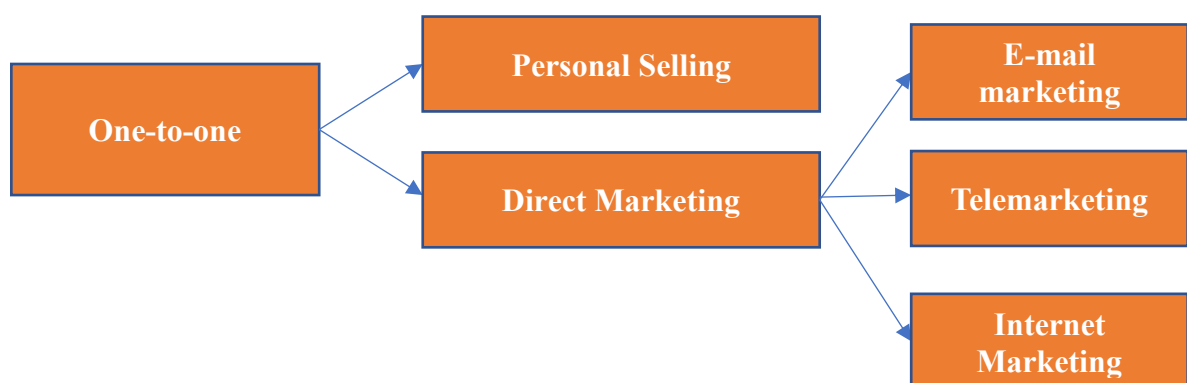 One-to-one
Personal Selling
Direct Marketing
E-mail
marketing
Telemarketing
Internet
Marketing